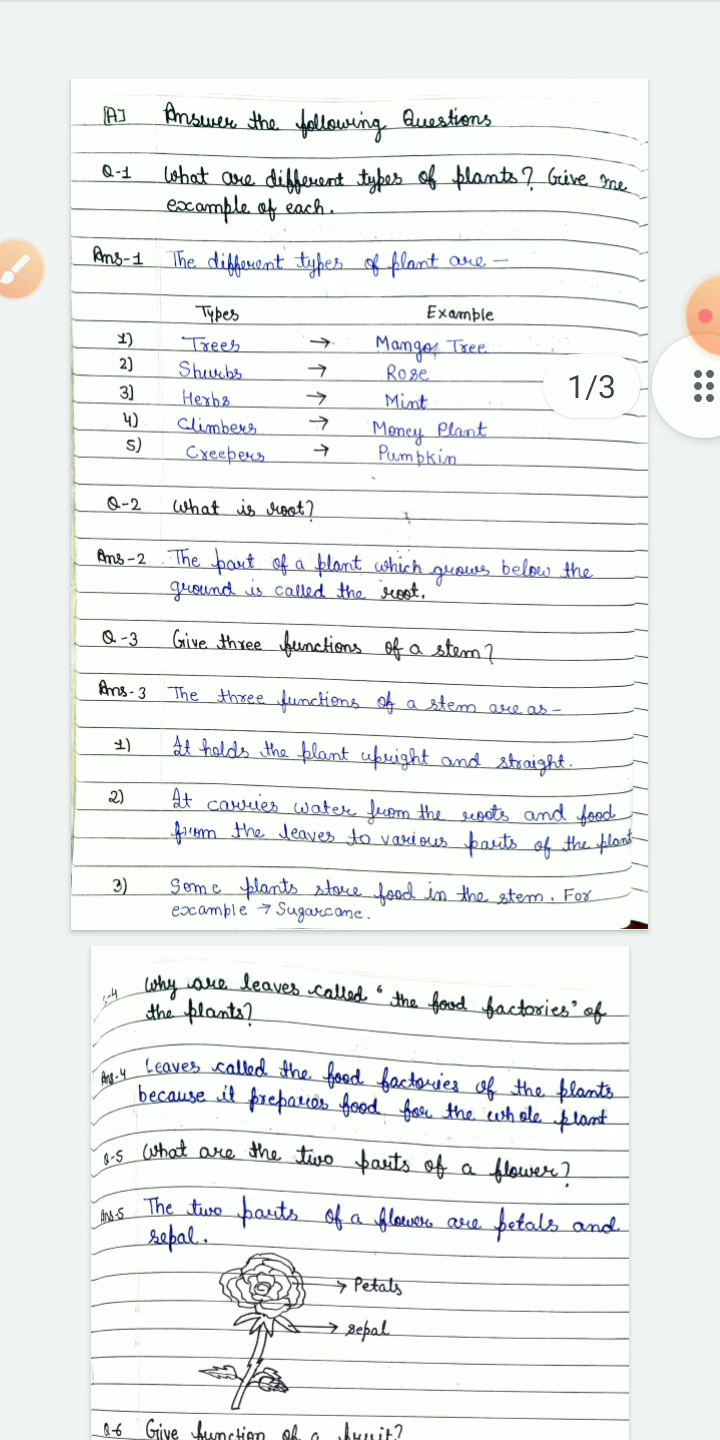 [A] Answer the following Questions
Q-1 What are different types of plants? Give one
example of each.
Ans-1 The different types of plant are -
Types Example
1) Trees → Mango Tree
2) Shurbs → Rose
3] Herbs → Mint
4) Climbers → Money Plant
5) Creepers → Pumpkin
1/3
Q-2 What is root?
Ans-2 The part of a plant which grows below the
ground is called the root.
Q-3 Give three functions of a stem?
Ans-3 The three functions of a stem are as-
1) It holds the plant upright and straight.
2) It carries water from the roots and food
from the leaves to various parts of the plant
3) Some plants store food in the stem. For
example → Sugarcane.
Why are leaves called "the food factories" of
the plants?
Ans-4 Leaves called the food factories of the plants
because it prepares food for the whole plant
Q-5 What are the two parts of a flower?
Ans-5 The two parts of a flower are petals and
sepal.
→ Petals
→ sepal
Q-6 Give function of a fruit?